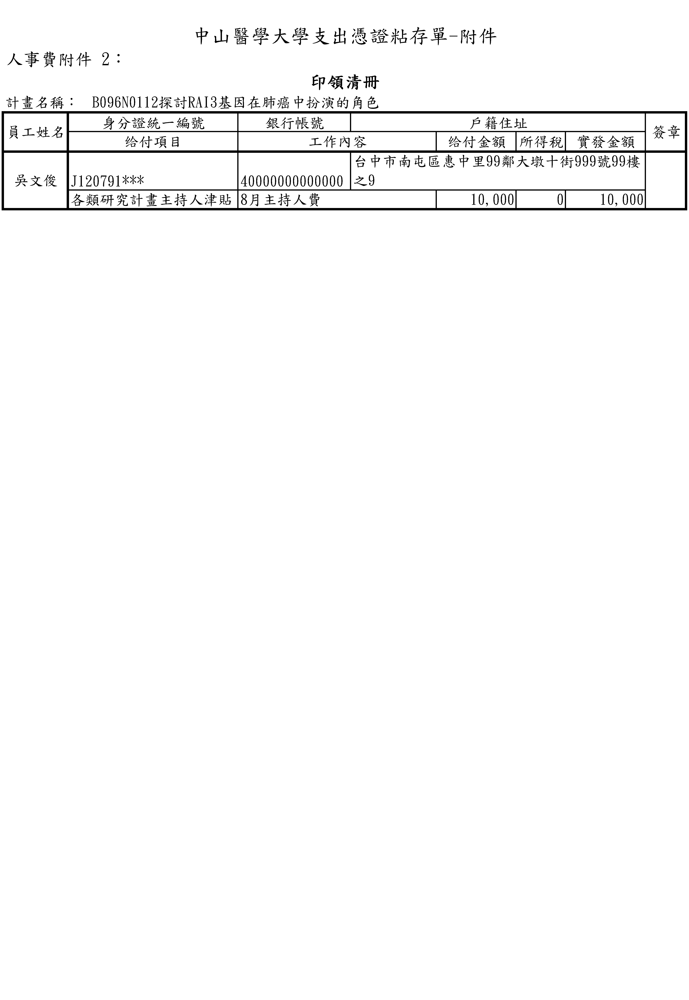 中山醫學大學支出憑證粘存單-附件
人事費附件 2：
印領清冊
計畫名稱： B096N0112探討RAI3基因在肺癌中扮演的角色
員工姓名 身分證統一編號 銀行帳號 戶籍住址 簽章
给付項目 工作內容 给付金額 所得稅 實發金額
吳文俊 J120791*** 40000000000000 台中市南屯區惠中里99鄰大墩十街999號99樓
之9
各類研究計畫主持人津貼 8月主持人費 10,000 0 10,000